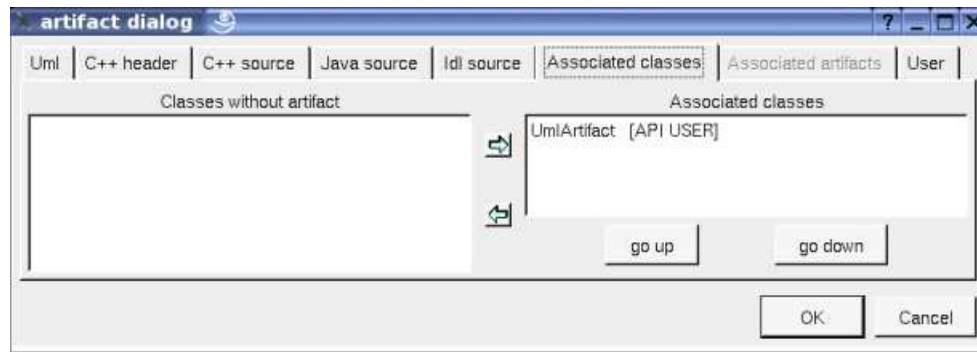 artifact dialog ?
Uml C++ header C++ source Java source Idl source Associated classes Associated artifacts User
Classes without artifact Associated classes
UmlArtifact [API USER]
go up go down
OK Cancel